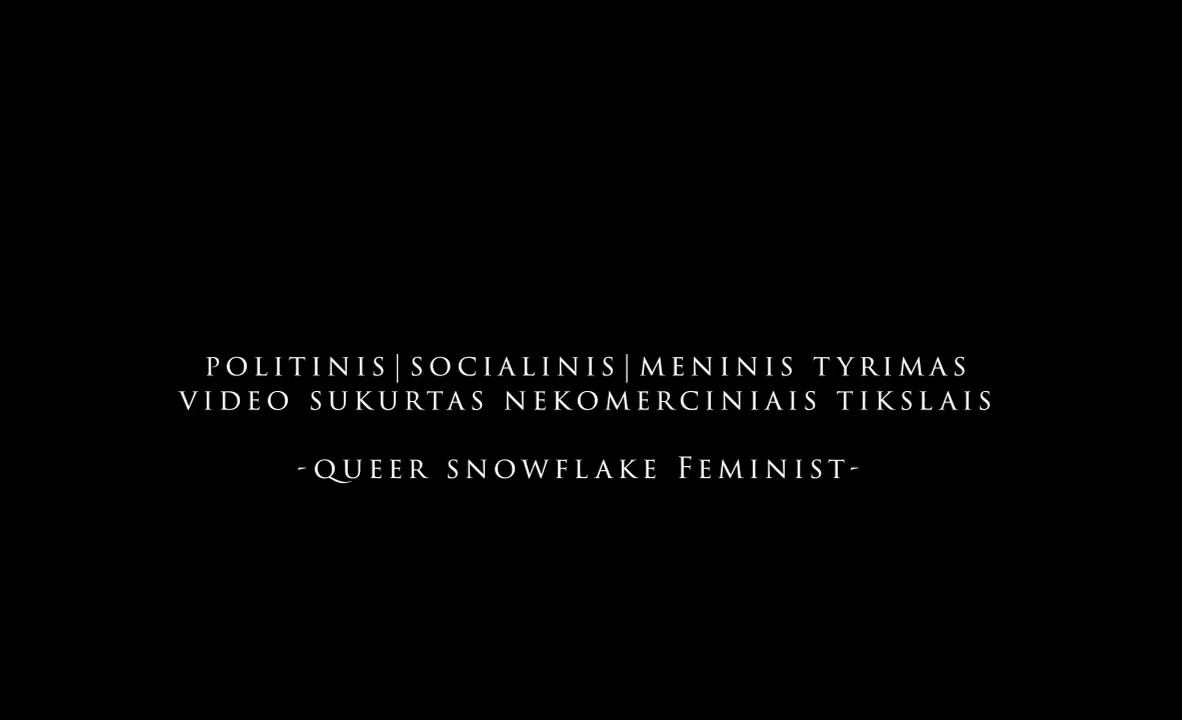 POLITINIS|SOCIALINIS|MENINIS TYRIMAS
VIDEO SUKURTAS NEKOMERCINIAIS TIKSLAIS
-QUEER SNOWFLAKE FEMINIST-